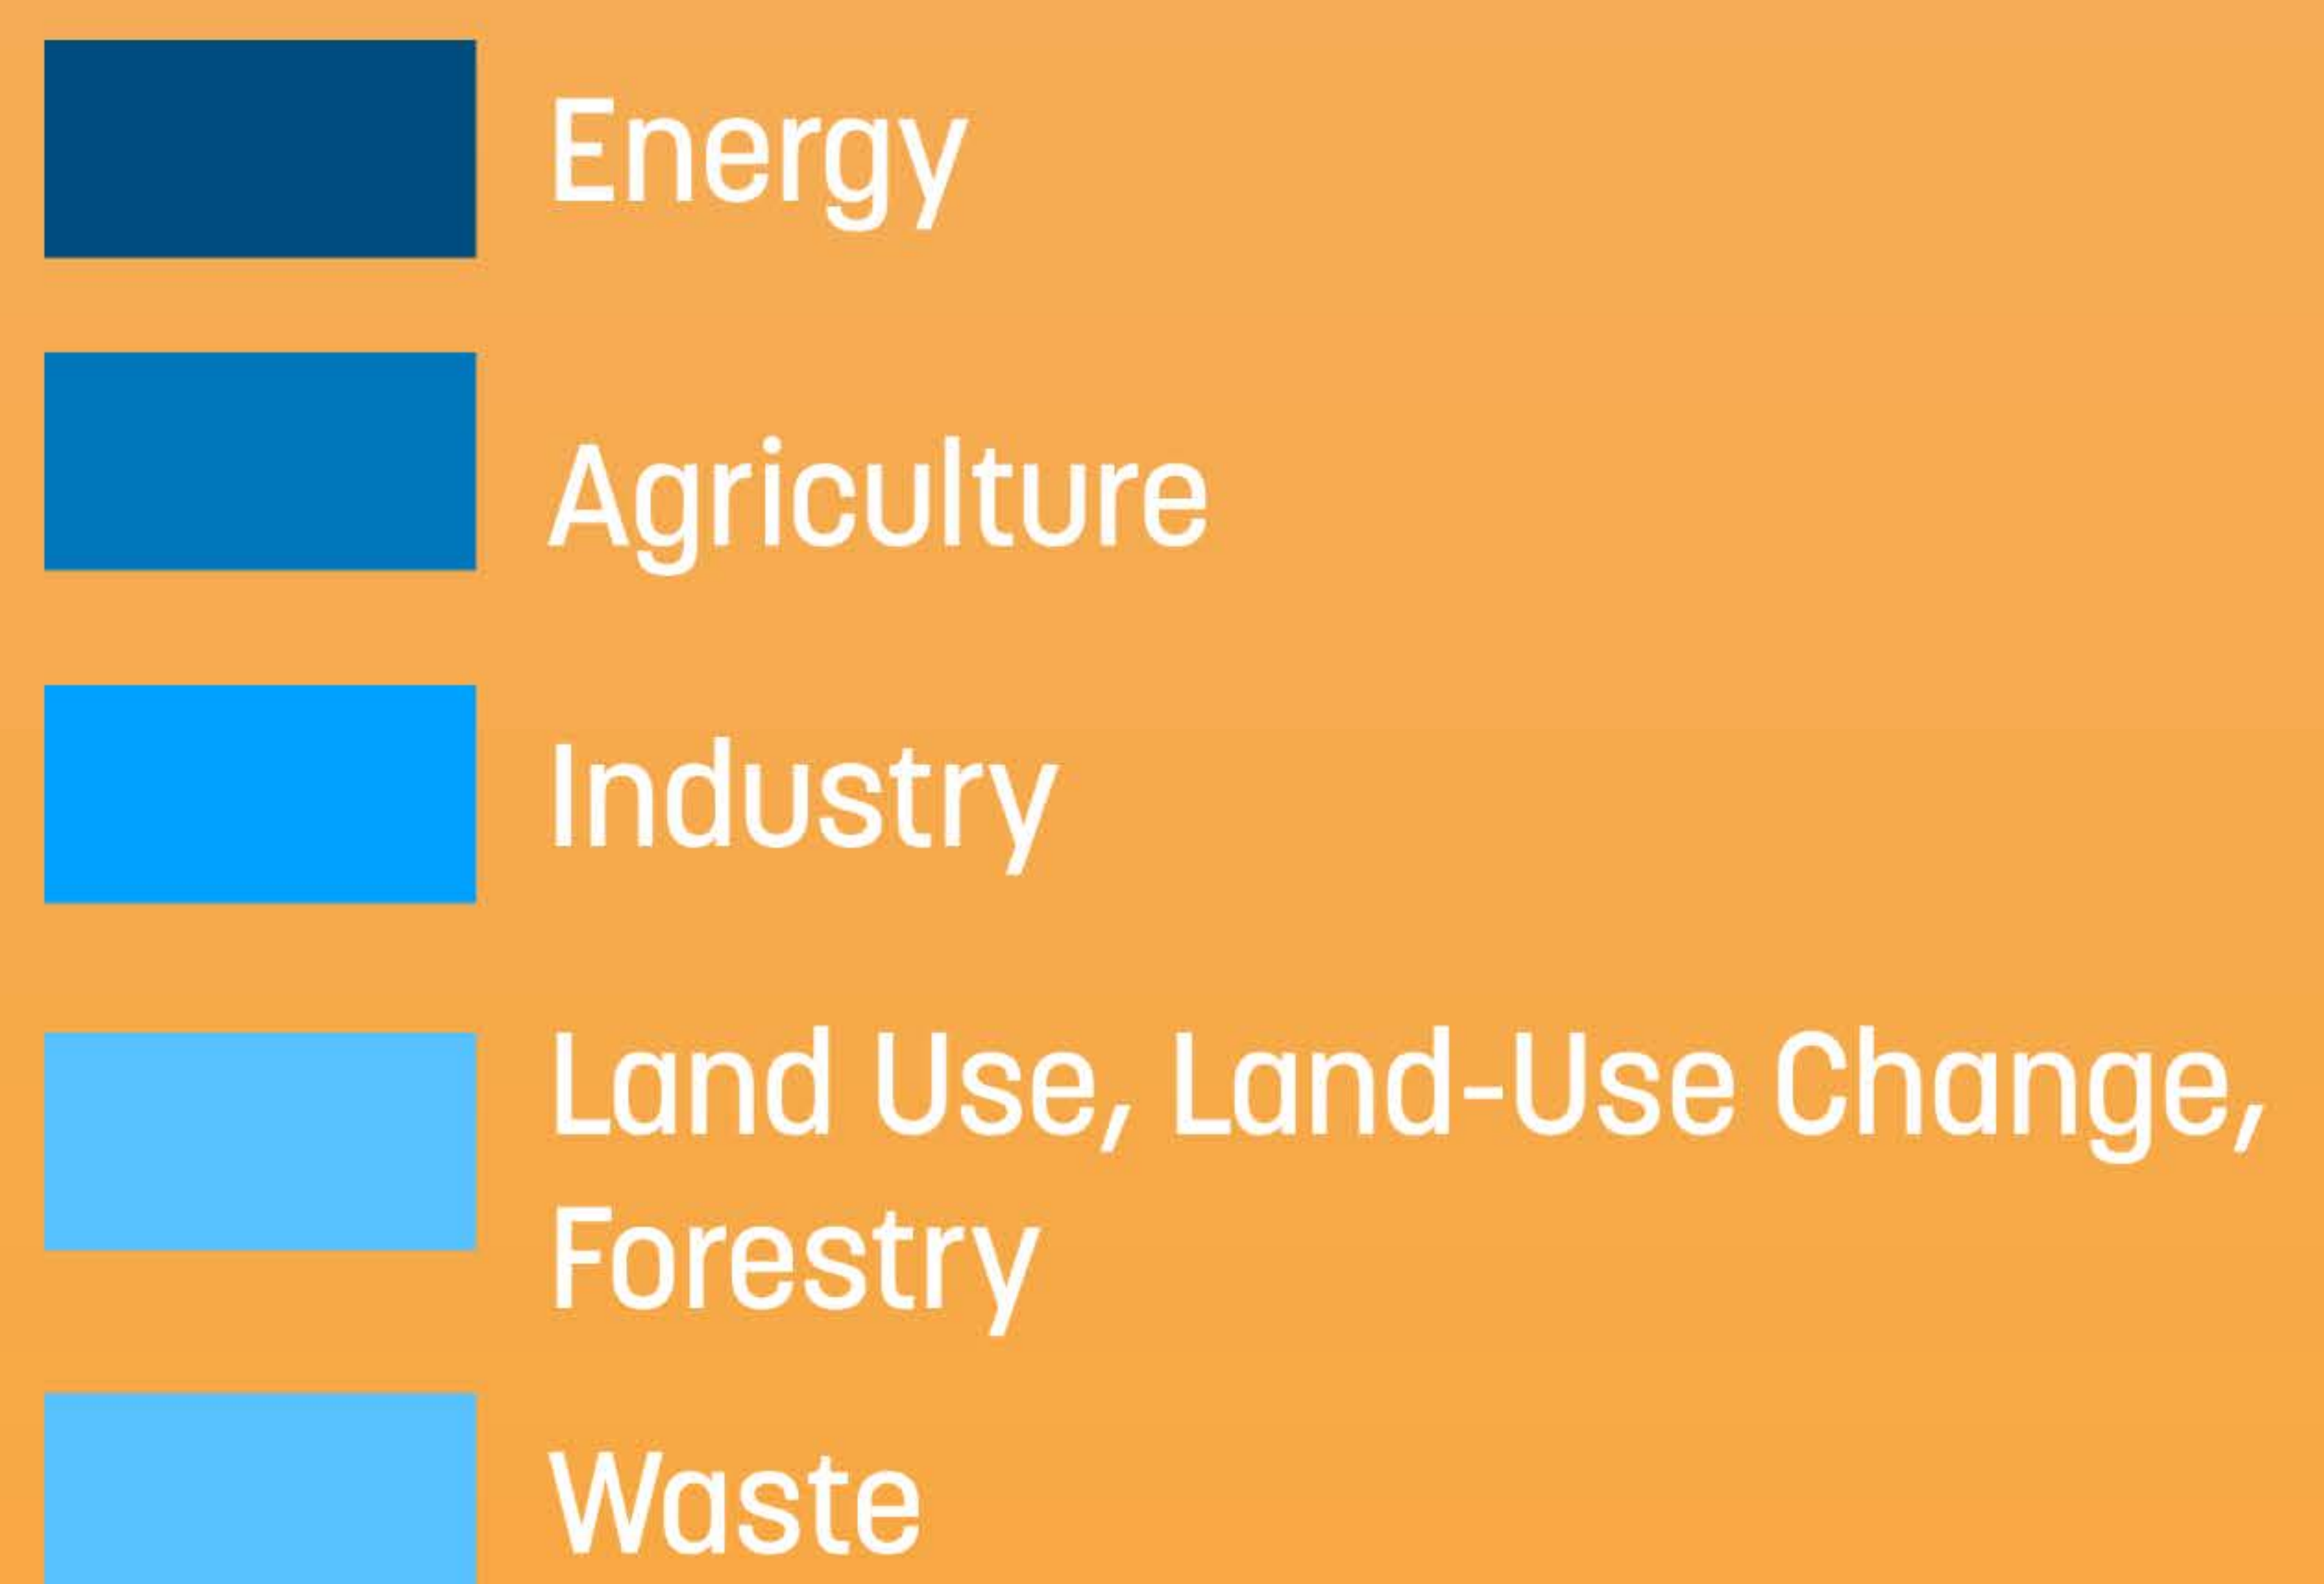 Energy
Agriculture
Industry
Land Use, Land-Use Change,
Forestry
Waste